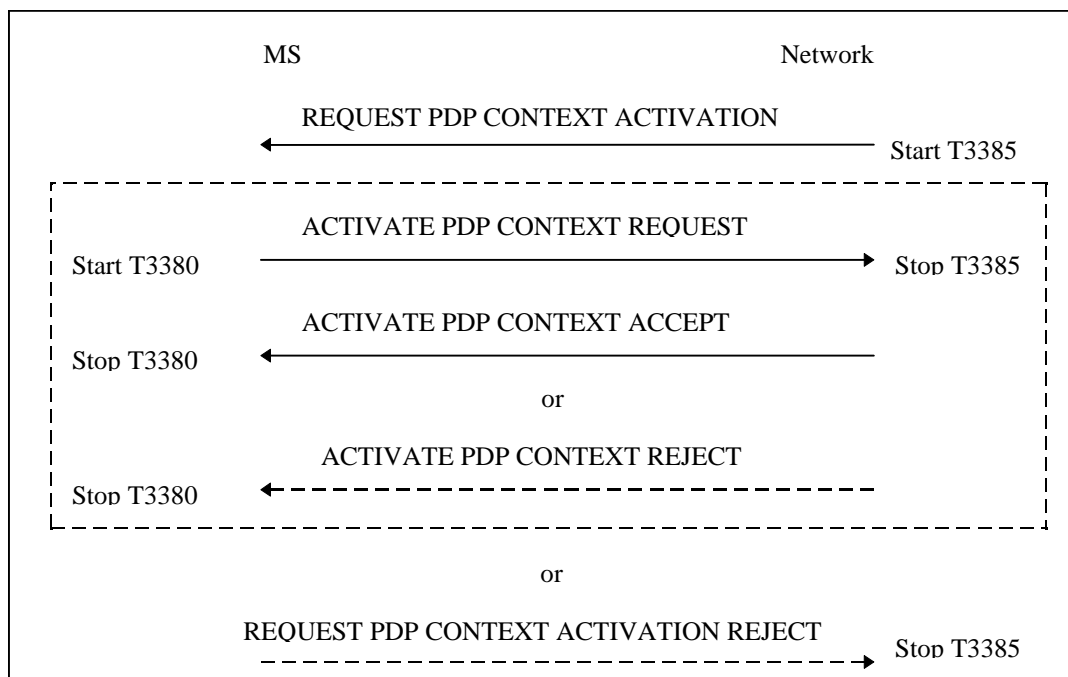 MS Network
REQUEST PDP CONTEXT ACTIVATION
Start T3385
ACTIVATE PDP CONTEXT REQUEST
Start T3380 Stop T3385
ACTIVATE PDP CONTEXT ACCEPT
Stop T3380
or
ACTIVATE PDP CONTEXT REJECT
Stop T3380
or
REQUEST PDP CONTEXT ACTIVATION REJECT
Stop T3385